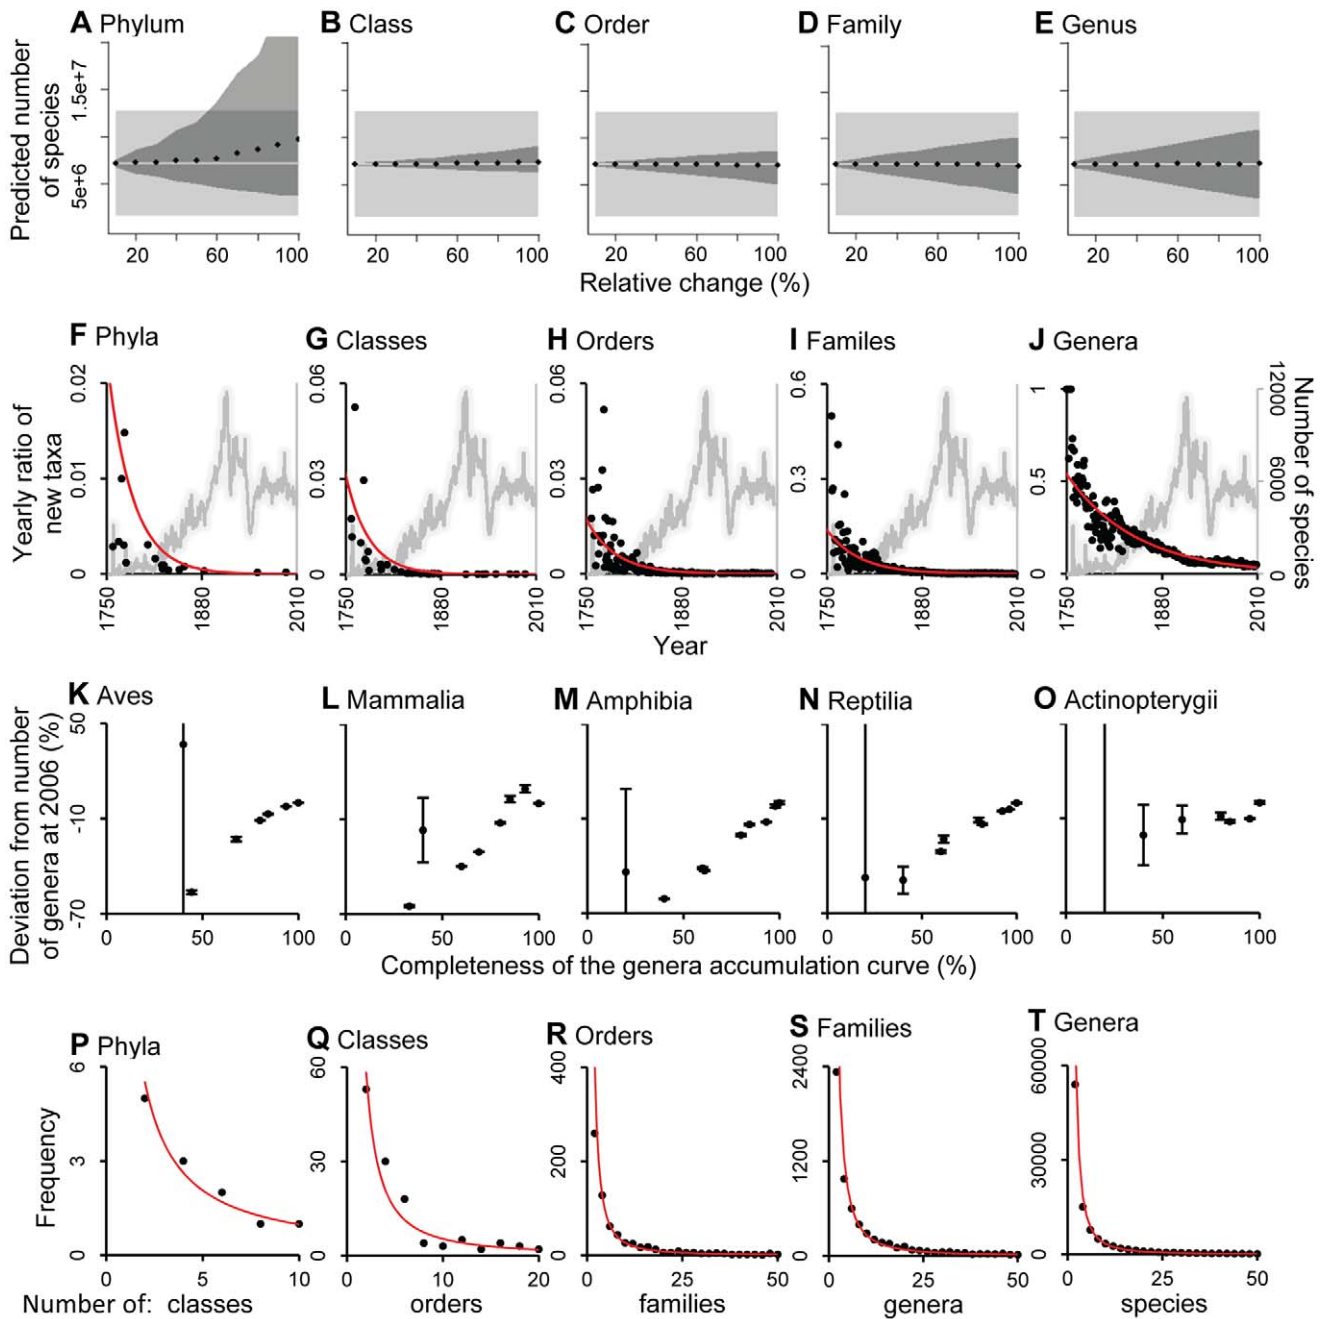 A Phylum
B Class
C Order
D Family
E Genus
Predicted number
of species
5e+6
1.5e+7
20
60
100
20
60
100
20
60
100
20
60
100
20
60
100
Relative change (%)
F Phyla
G Classes
H Orders
I Familes
J Genera
Yearly ratio of
new taxa
0
0.01
0.02
0
0.03
0.06
0
0.03
0.06
0
0.3
0.6
0
0.5
1
0
6000
12000
Number of species
1750
1880
2010
1750
1880
2010
1750
1880
2010
1750
1880
2010
1750
1880
2010
Year
K Aves
L Mammalia
M Amphibia
N Reptilia
O Actinopterygii
Deviation from number
of genera at 2006 (%)
-70
-10
50
0
50
100
0
50
100
0
50
100
0
50
100
0
50
100
Completeness of the genera accumulation curve (%)
P Phyla
Q Classes
R Orders
S Families
T Genera
Frequency
0
3
6
0
30
60
0
200
400
0
1200
2400
0
30000
60000
0
5
10
0
10
20
0
25
50
0
25
50
0
25
50
Number of: classes
orders
families
genera
species